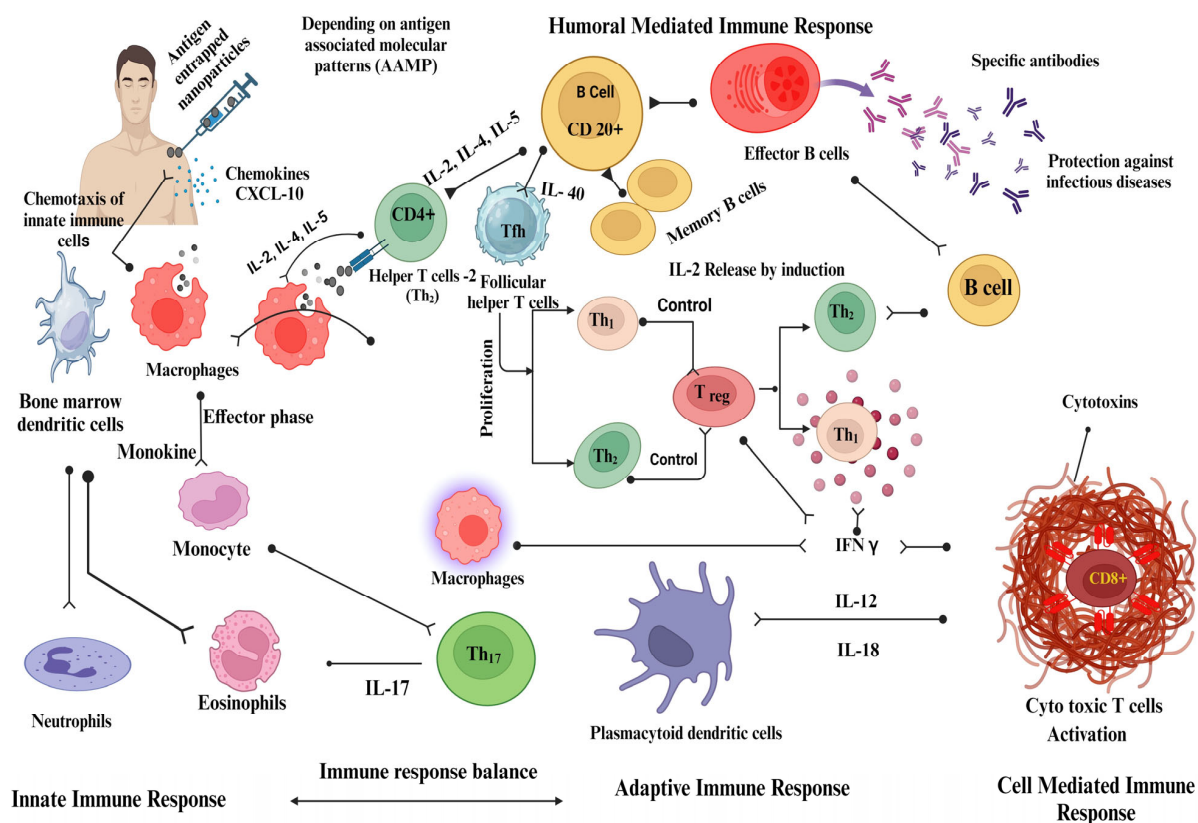 Humoral Mediated Immune Response
Depending on antigen
associated molecular
patterns (AAMP)
Antigen
entrapped
nanoparticles
Chemokines
CXCL-10
Chemotaxis of
innate immune
cells
IL-2, IL-4, IL-5
IL-2, IL-4, IL-5
CD4+
Helper T cells -2
(Th2)
B Cell
CD 20+
IL- 40
Tfh
Follicular
helper T cells
Memory B cells
Effector B cells
Specific antibodies
Protection against
infectious diseases
B cell
IL-2 Release by induction
Macrophages
Bone marrow
dendritic cells
Effector phase
Monokine
Monocyte
Proliferation
Th1
Control
T reg
Th2
Control
Th2
Th1
IFN γ
Macrophages
Cytotoxins
CD8+
IL-12
IL-18
Th17
IL-17
Neutrophils
Eosinophils
Plasmacytoid dendritic cells
Cyto toxic T cells
Activation
Innate Immune Response
Immune response balance
Adaptive Immune Response
Cell Mediated Immune
Response